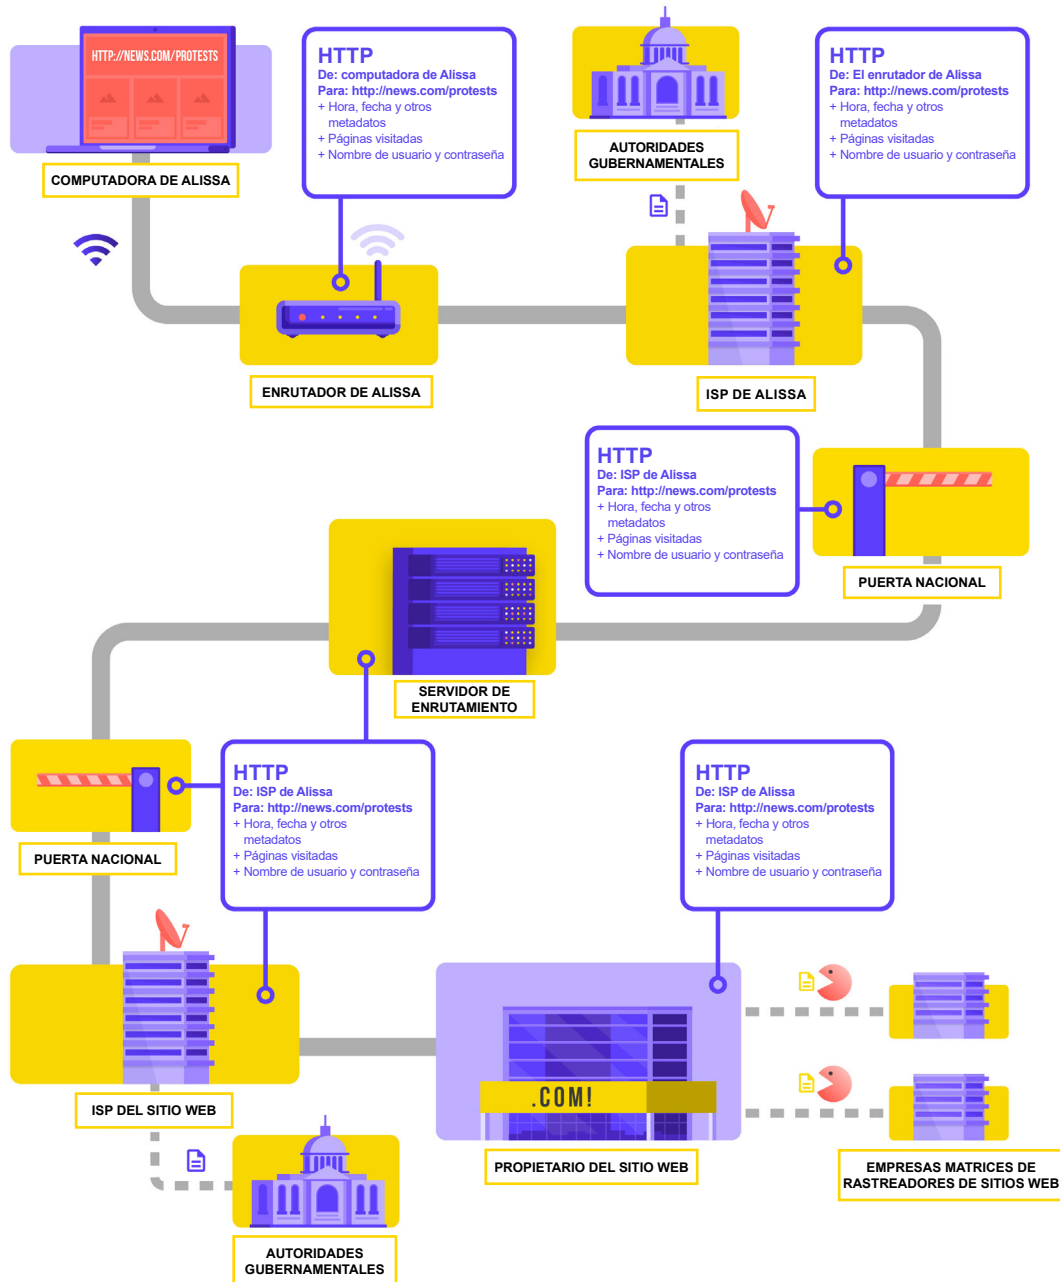 HTTP://NEWS.COM/PROTESTS
COMPUTADORA DE ALISSA
HTTP
De: computadora de Alissa
Para: http://news.com/protests
+ Hora, fecha y otros
metadatos
+ Páginas visitadas
+ Nombre de usuario y contraseña
AUTORIDADES
GUBERNAMENTALES
HTTP
De: El enrutador de Alissa
Para: http://news.com/protests
+ Hora, fecha y otros
metadatos
+ Páginas visitadas
+ Nombre de usuario y contraseña
ENRUTADOR DE ALISSA
ISP DE ALISSA
HTTP
De: ISP de Alissa
Para: http://news.com/protests
+ Hora, fecha y otros
metadatos
+ Páginas visitadas
+ Nombre de usuario y contraseña
PUERTA NACIONAL
SERVIDOR DE
ENRUTAMIENTO
PUERTA NACIONAL
HTTP
De: ISP de Alissa
Para: http://news.com/protests
+ Hora, fecha y otros
metadatos
+ Páginas visitadas
+ Nombre de usuario y contraseña
HTTP
De: ISP de Alissa
Para: http://news.com/protests
+ Hora, fecha y otros
metadatos
+ Páginas visitadas
+ Nombre de usuario y contraseña
ISP DEL SITIO WEB
.COM!
PROPIETARIO DEL SITIO WEB
EMPRESAS MATRICES DE
RASTREADORES DE SITIOS WEB
AUTORIDADES
GUBERNAMENTALES